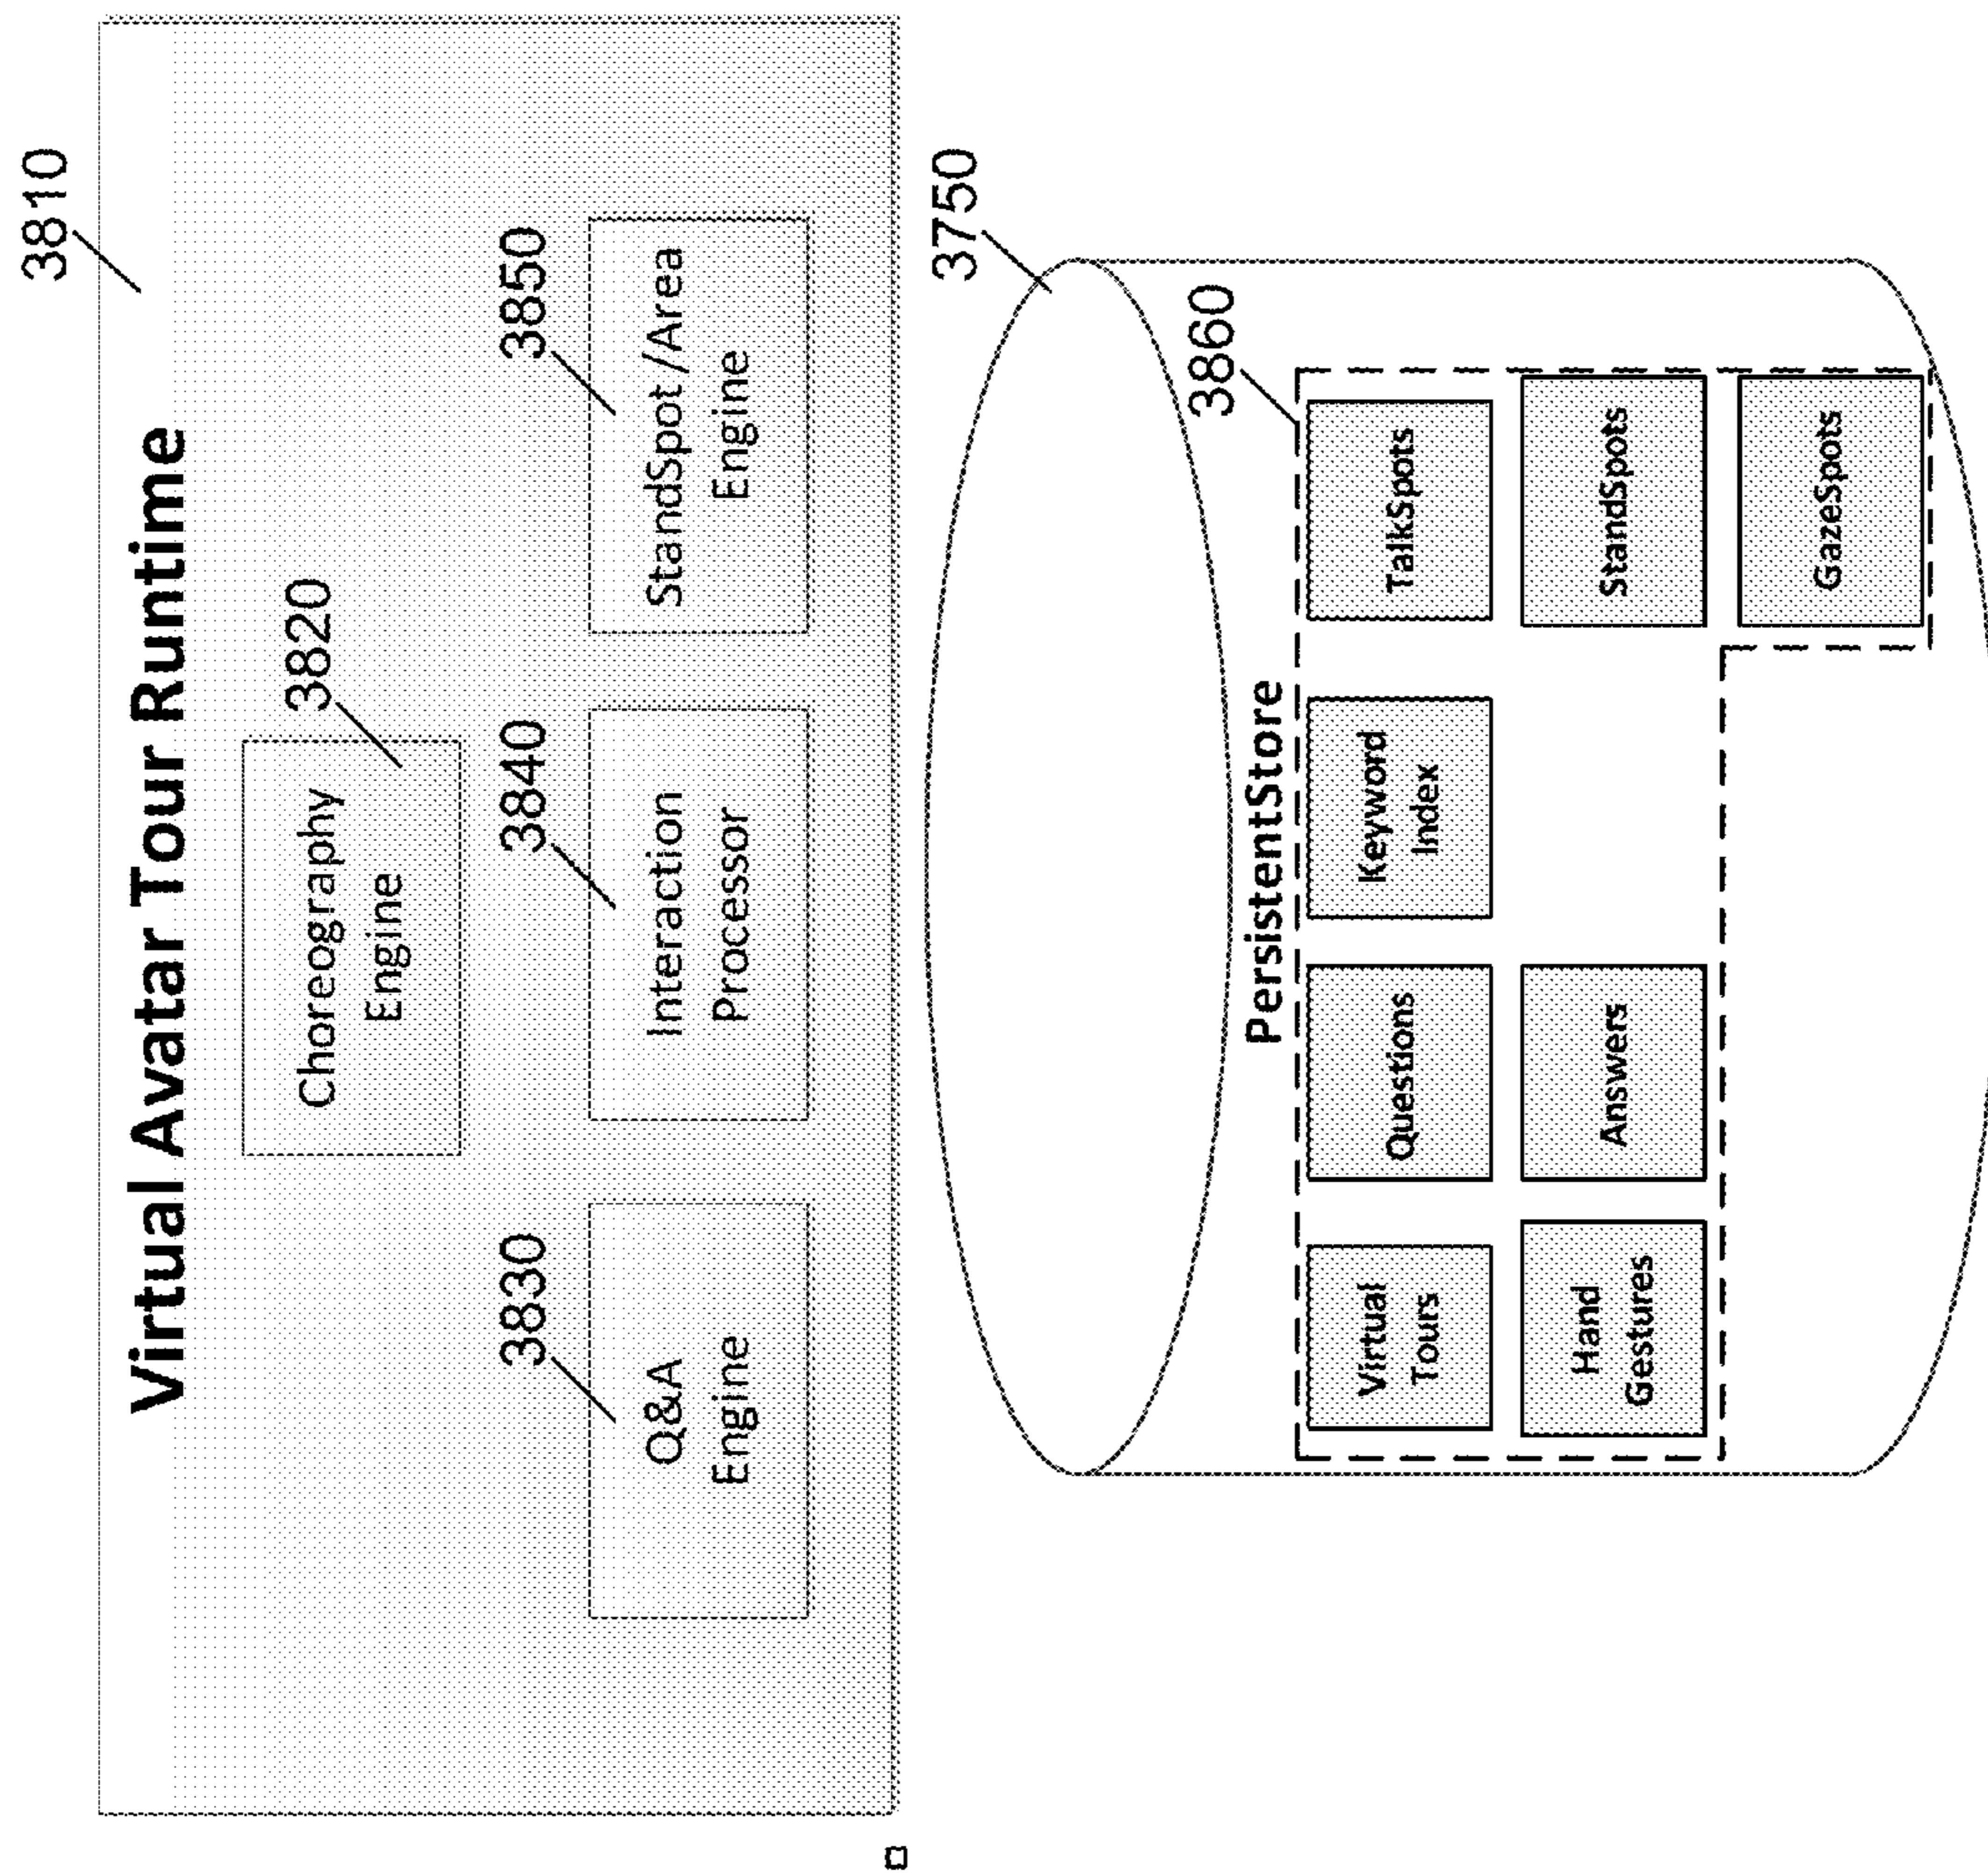 3810
Virtual Avatar Tour Runtime
3820
Choreography
Engine
3830
3840
3850
Q&A
Engine
Interaction
Processor
StandSpot /Area
Engine
3750
3860
PersistentStore
Virtual
Tours
Questions
Keyword
Index
TalkSpots
Hand
Gestures
Answers
StandSpots
GazeSpots